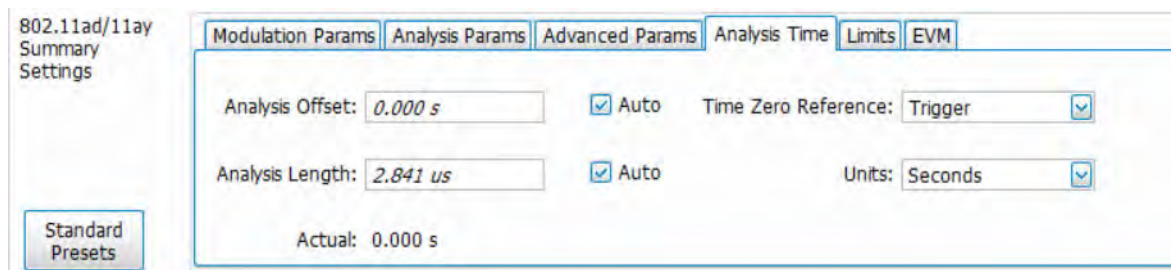 802.11ad/11ay
Summary
Settings
Modulation Params Analysis Params Advanced Params Analysis Time Limits EVM
Analysis Offset: 0.000 s Auto Time Zero Reference: Trigger
Analysis Length: 2.841 us Auto Units: Seconds
Actual: 0.000 s
Standard
Presets